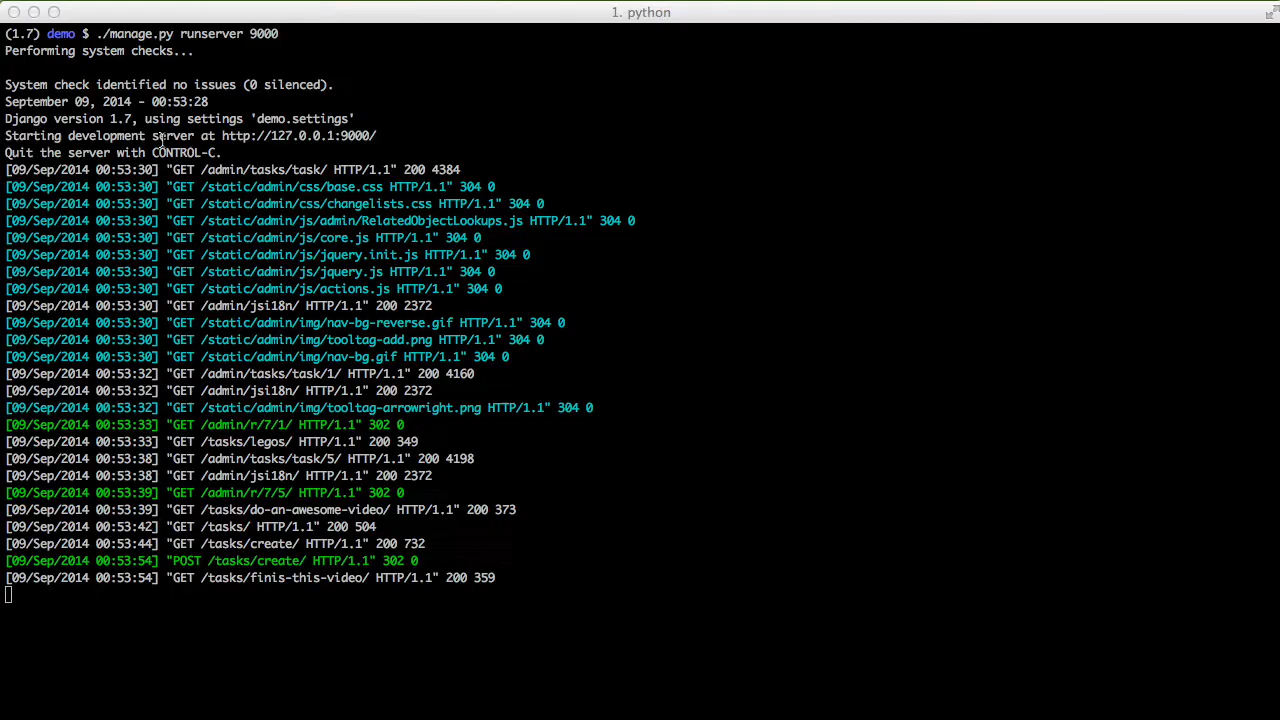 1. python
(1.7) demo $ ./manage.py runserver 9000
Performing system checks...
System check identified no issues (0 silenced).
September 09, 2014 - 00:53:28
Django version 1.7, using settings 'demo.settings'
Starting development server at http://127.0.0.1:9000/
Quit the server with CONTROL-C.
[09/Sep/2014 00:53:30] "GET /admin/tasks/task/ HTTP/1.1" 200 4384
[09/Sep/2014 00:53:30] "GET /static/admin/css/base.css HTTP/1.1" 304 0
[09/Sep/2014 00:53:30] "GET /static/admin/css/changelists.css HTTP/1.1" 304 0
[09/Sep/2014 00:53:30] "GET /static/admin/js/admin/RelatedObjectLookups.js HTTP/1.1" 304 0
[09/Sep/2014 00:53:30] "GET /static/admin/js/core.js HTTP/1.1" 304 0
[09/Sep/2014 00:53:30] "GET /static/admin/js/jquery.init.js HTTP/1.1" 304 0
[09/Sep/2014 00:53:30] "GET /static/admin/js/jquery.js HTTP/1.1" 304 0
[09/Sep/2014 00:53:30] "GET /static/admin/js/actions.js HTTP/1.1" 304 0
[09/Sep/2014 00:53:30] "GET /admin/jsi18n/ HTTP/1.1" 200 2372
[09/Sep/2014 00:53:30] "GET /static/admin/img/nav-bg-reverse.gif HTTP/1.1" 304 0
[09/Sep/2014 00:53:30] "GET /static/admin/img/tooltag-add.png HTTP/1.1" 304 0
[09/Sep/2014 00:53:30] "GET /static/admin/img/nav-bg.gif HTTP/1.1" 304 0
[09/Sep/2014 00:53:32] "GET /admin/tasks/task/1/ HTTP/1.1" 200 4160
[09/Sep/2014 00:53:32] "GET /admin/jsi18n/ HTTP/1.1" 200 2372
[09/Sep/2014 00:53:32] "GET /static/admin/img/tooltag-arrowright.png HTTP/1.1" 304 0
[09/Sep/2014 00:53:33] "GET /admin/r/7/1/ HTTP/1.1" 302 0
[09/Sep/2014 00:53:33] "GET /tasks/legos/ HTTP/1.1" 200 349
[09/Sep/2014 00:53:38] "GET /admin/tasks/task/5/ HTTP/1.1" 200 4198
[09/Sep/2014 00:53:38] "GET /admin/jsi18n/ HTTP/1.1" 200 2372
[09/Sep/2014 00:53:39] "GET /admin/r/7/5/ HTTP/1.1" 302 0
[09/Sep/2014 00:53:39] "GET /tasks/do-an-awesome-video/ HTTP/1.1" 200 373
[09/Sep/2014 00:53:42] "GET /tasks/ HTTP/1.1" 200 504
[09/Sep/2014 00:53:44] "GET /tasks/create/ HTTP/1.1" 200 732
[09/Sep/2014 00:53:54] "POST /tasks/create/ HTTP/1.1" 302 0
[09/Sep/2014 00:53:54] "GET /tasks/finis-this-video/ HTTP/1.1" 200 359